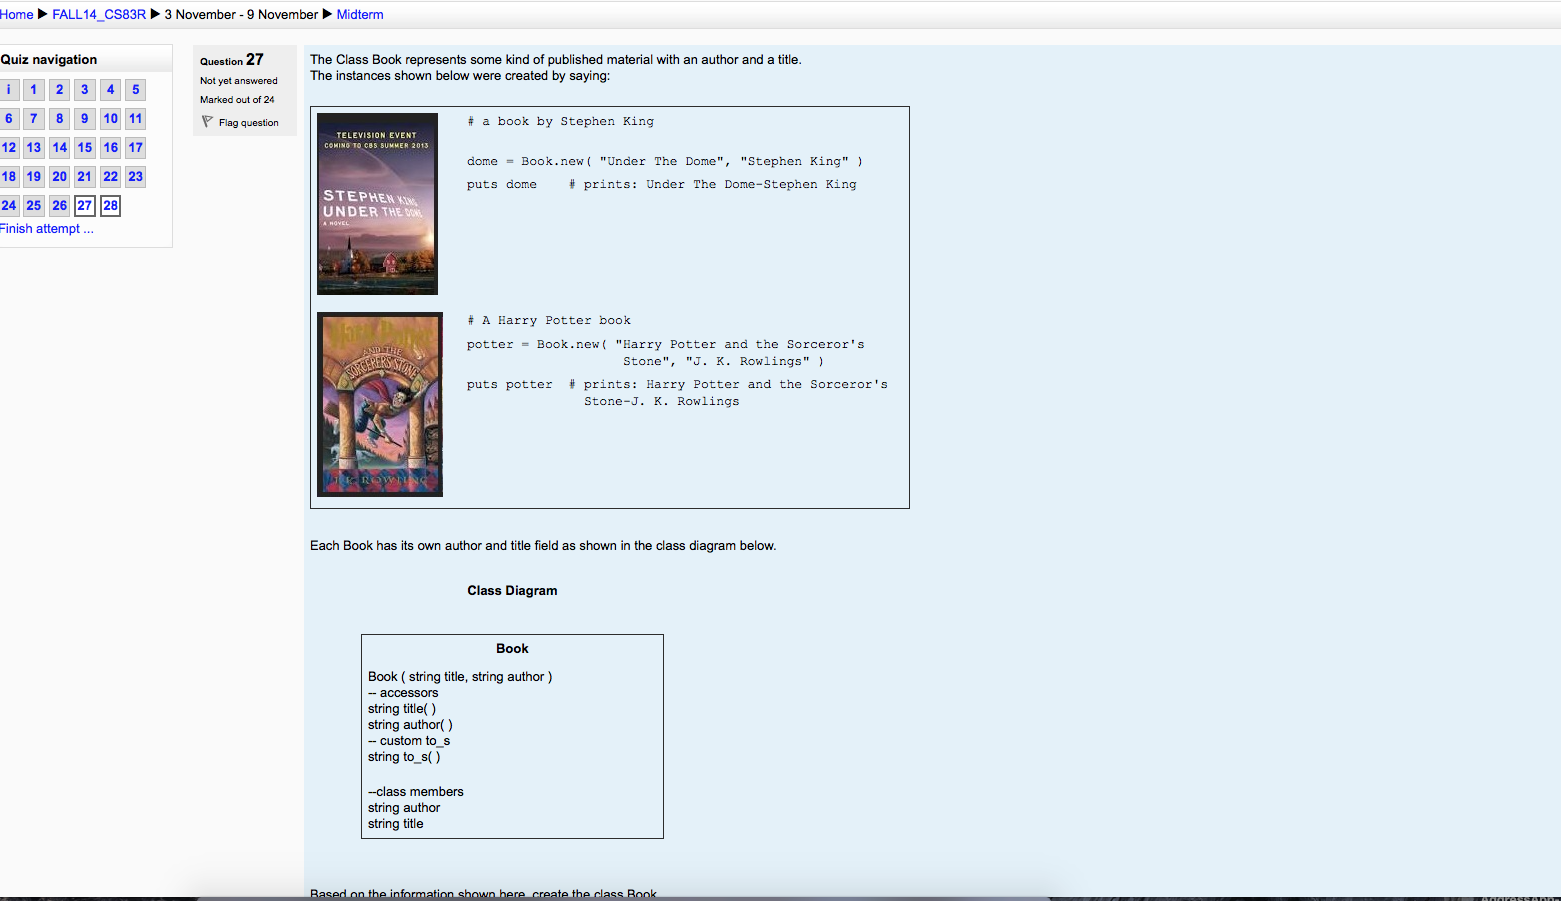 Home ▶ FALL14_CS83R ▶ 3 November - 9 November ▶ Midterm
Quiz navigation
i 1 2 3 4 5
6 7 8 9 10 11
12 13 14 15 16 17
18 19 20 21 22 23
24 25 26 27 28
Finish attempt ...
Question 27
Not yet answered
Marked out of 24
Flag question
The Class Book represents some kind of published material with an author and a title.
The instances shown below were created by saying:
TELEVISION EVENT
COMING TO CBS SUMMER 2013
STEPHEN KING
UNDER THE DOME
A NOVEL
# a book by Stephen King
dome = Book.new( "Under The Dome", "Stephen King" )
puts dome # prints: Under The Dome-Stephen King
Harry Potter
AND THE
SORCERER'S STONE
J. K. ROWLING
# A Harry Potter book
potter = Book.new( "Harry Potter and the Sorceror's
Stone", "J. K. Rowlings" )
puts potter # prints: Harry Potter and the Sorceror's
Stone-J. K. Rowlings
Each Book has its own author and title field as shown in the class diagram below.
Class Diagram
Book
Book ( string title, string author )
-- accessors
string title( )
string author( )
-- custom to_s
string to_s( )
--class members
string author
string title
Based on the information shown here, create the class Book